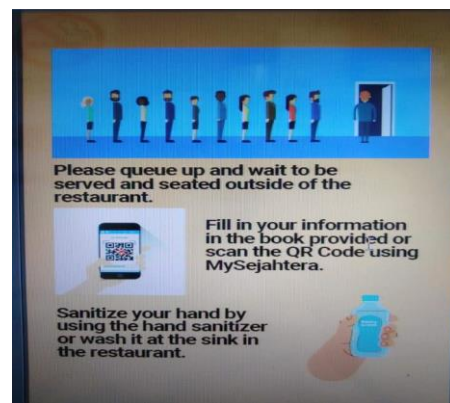 Please queue up and wait to be
served and seated outside of the
restaurant.
Fill in your information
in the book provided or
scan the QR Code using
MySejahtera.
Sanitize your hand by
using the hand sanitizer
or wash it at the sink in
the restaurant.